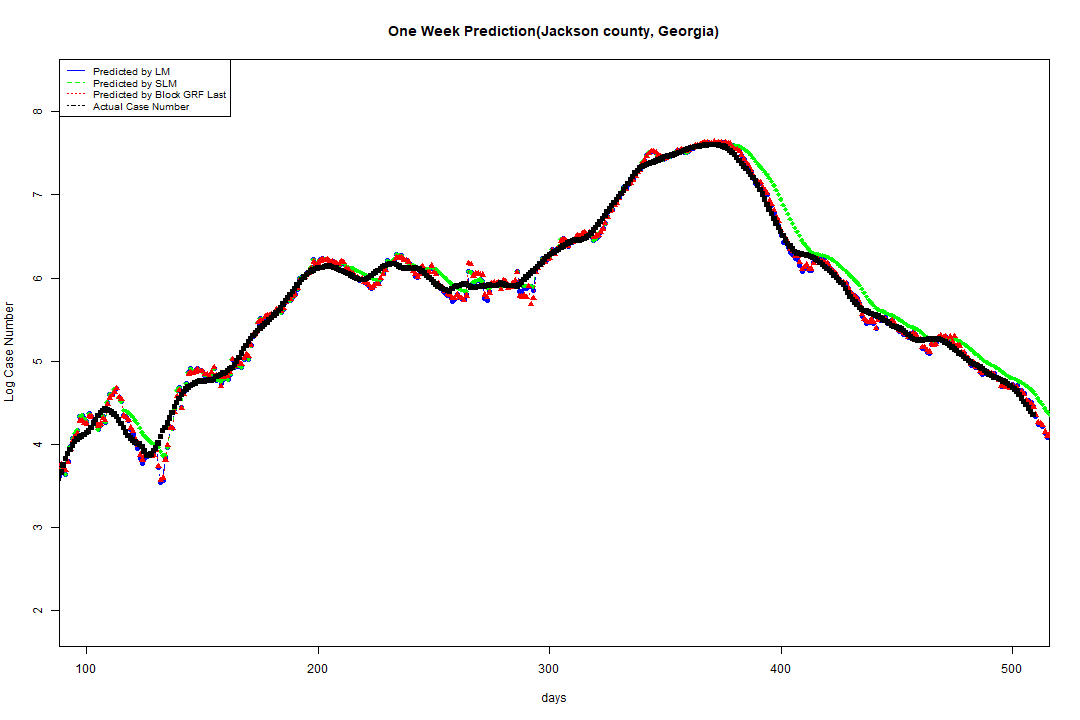 One Week Prediction(Jackson county, Georgia)
Predicted by LM
Predicted by SLM
Predicted by Block GRF Last
Actual Case Number
8
7
6
5
4
3
2
Log Case Number
100 200 300 400 500
days